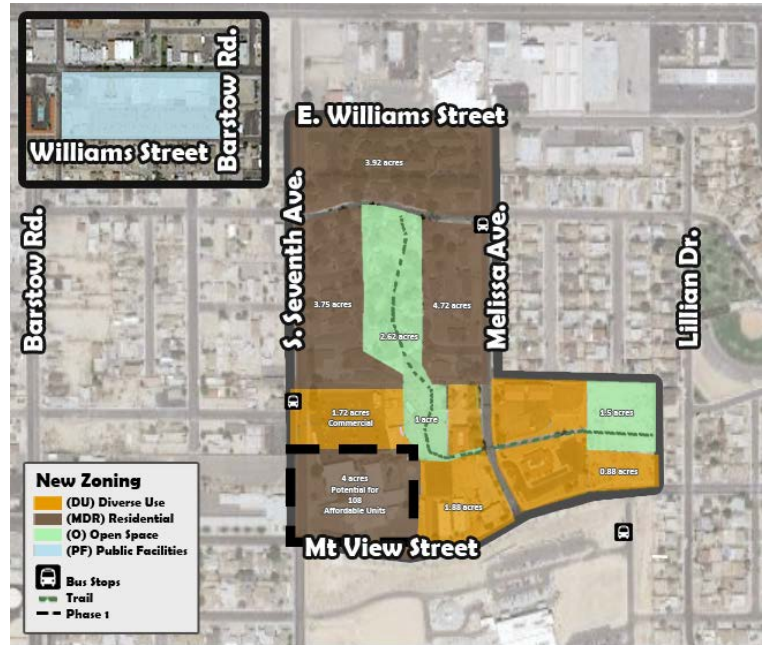 Barstow Rd.
Williams Street
E. Williams Street
3.92 acres
Barstow Rd.
S. Seventh Ave.
Melissa Ave.
Lillian Dr.
3.75 acres
4.72 acres
2.62 acres
1.72 acres
Commercial
1 acre
1.5 acres
4 acres
Potential for
108
Affordable Units
0.88 acres
1.88 acres
Mt View Street
New Zoning
(DU) Diverse Use
(MDR) Residential
(O) Open Space
(PF) Public Facilities
Bus Stops
Trail
Phase 1